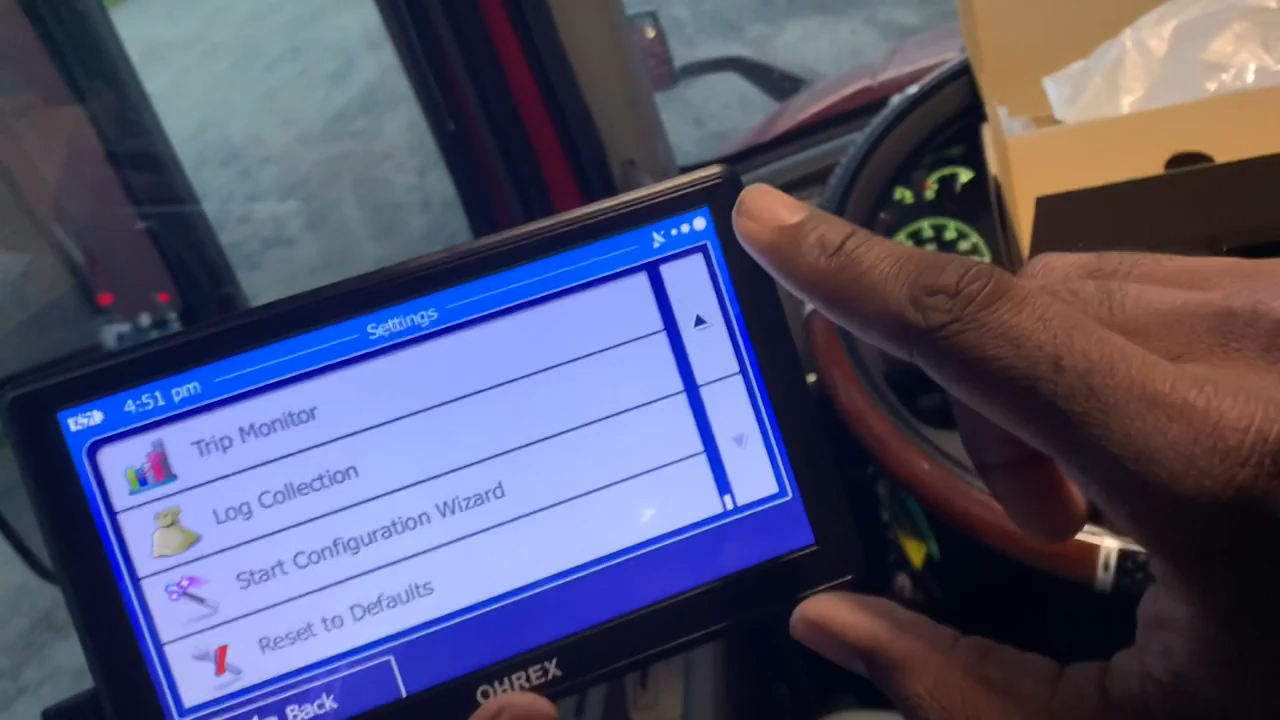 4:51 pm
Settings
Trip Monitor
Log Collection
Start Configuration Wizard
Reset to Defaults
Back
OHREX